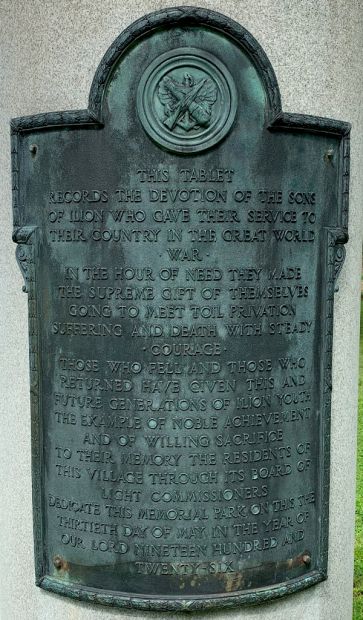 THIS TABLET
RECORDS THE DEVOTION OF THE SONS
OF ILION WHO GAVE THEIR SERVICE TO
THEIR COUNTRY IN THE GREAT WORLD
· WAR ·
IN THE HOUR OF NEED THEY MADE
THE SUPREME GIFT OF THEMSELVES
GOING TO MEET TOIL PRIVATION
SUFFERING AND DEATH WITH STEADY
· COURAGE ·
THOSE WHO FELL AND THOSE WHO
RETURNED HAVE GIVEN THIS AND
FUTURE GENERATIONS OF ILION YOUTH
THE EXAMPLE OF NOBLE ACHIEVEMENT
AND OF WILLING SACRIFICE
TO THEIR MEMORY THE RESIDENTS OF
THIS VILLAGE THROUGH ITS BOARD OF
LIGHT COMMISSIONERS
DEDICATE THIS MEMORIAL PARK ON THIS THE
THIRTIETH DAY OF MAY IN THE YEAR OF
OUR LORD NINETEEN HUNDRED AND
TWENTY-SIX